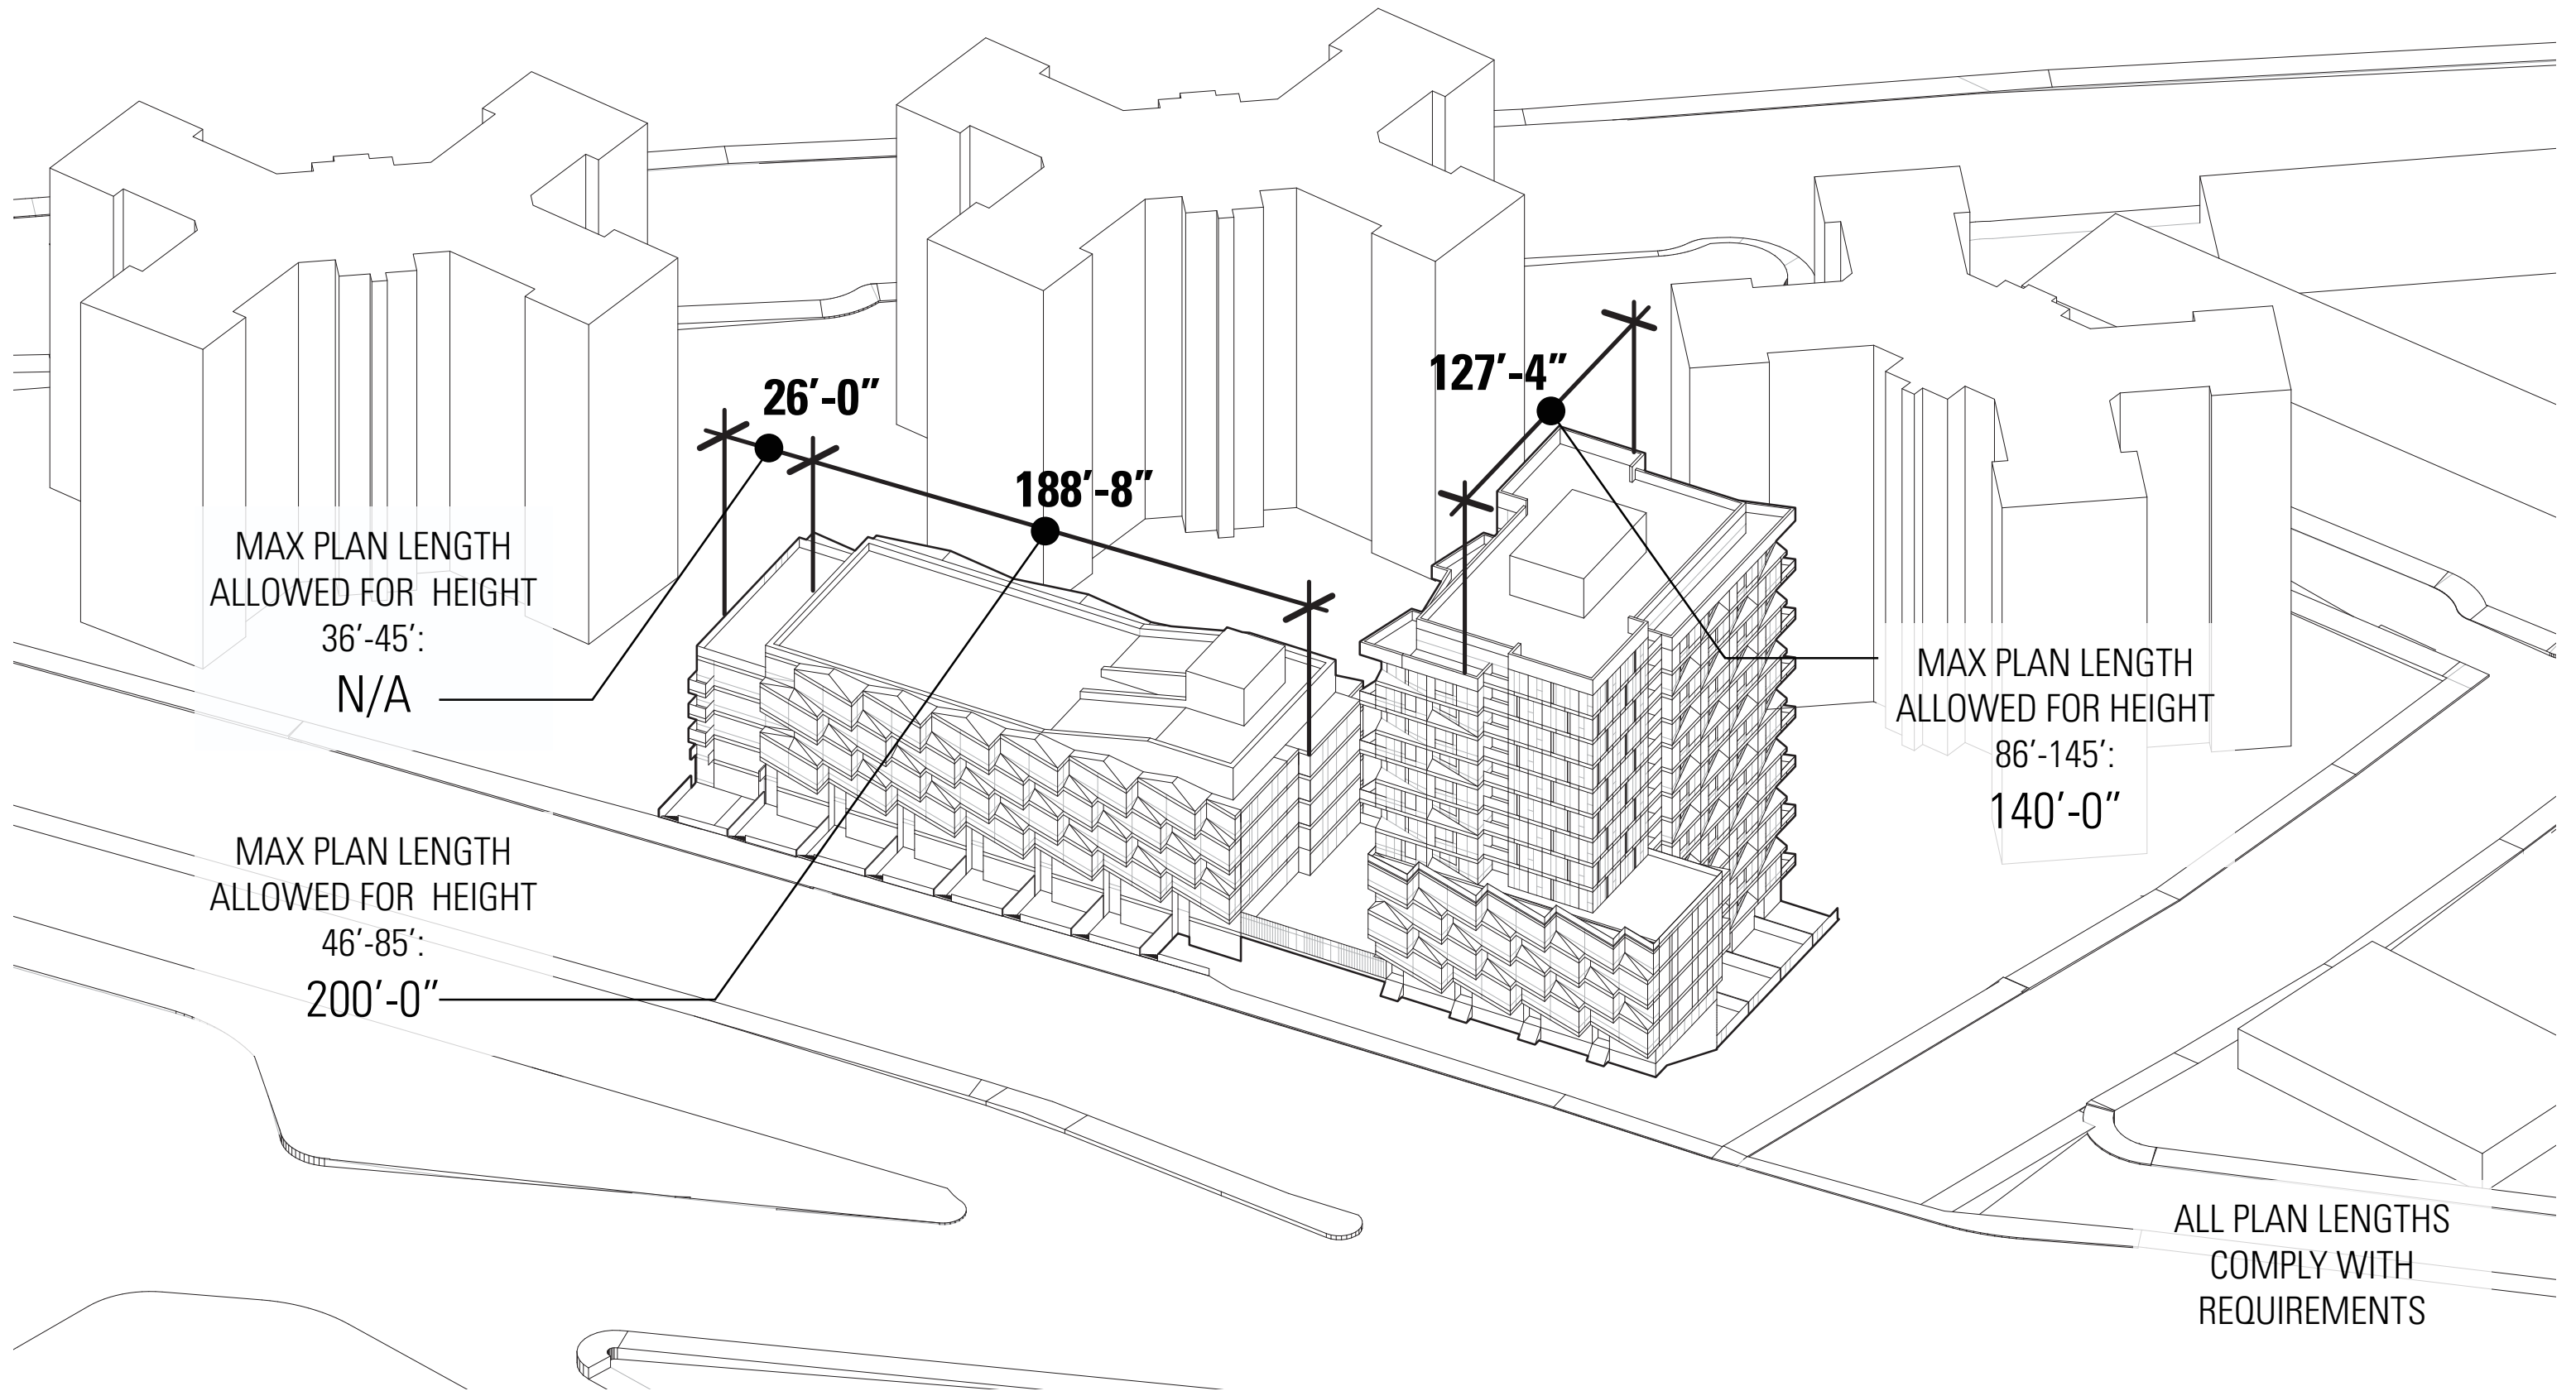 127′-4″
26′-0″
188′-8″
MAX PLAN LENGTH
ALLOWED FOR HEIGHT
36′-45′:
N/A
MAX PLAN LENGTH
ALLOWED FOR HEIGHT
86′-145′:
140′-0″
MAX PLAN LENGTH
ALLOWED FOR HEIGHT
46′-85′:
200′-0″
ALL PLAN LENGTHS
COMPLY WITH
REQUIREMENTS